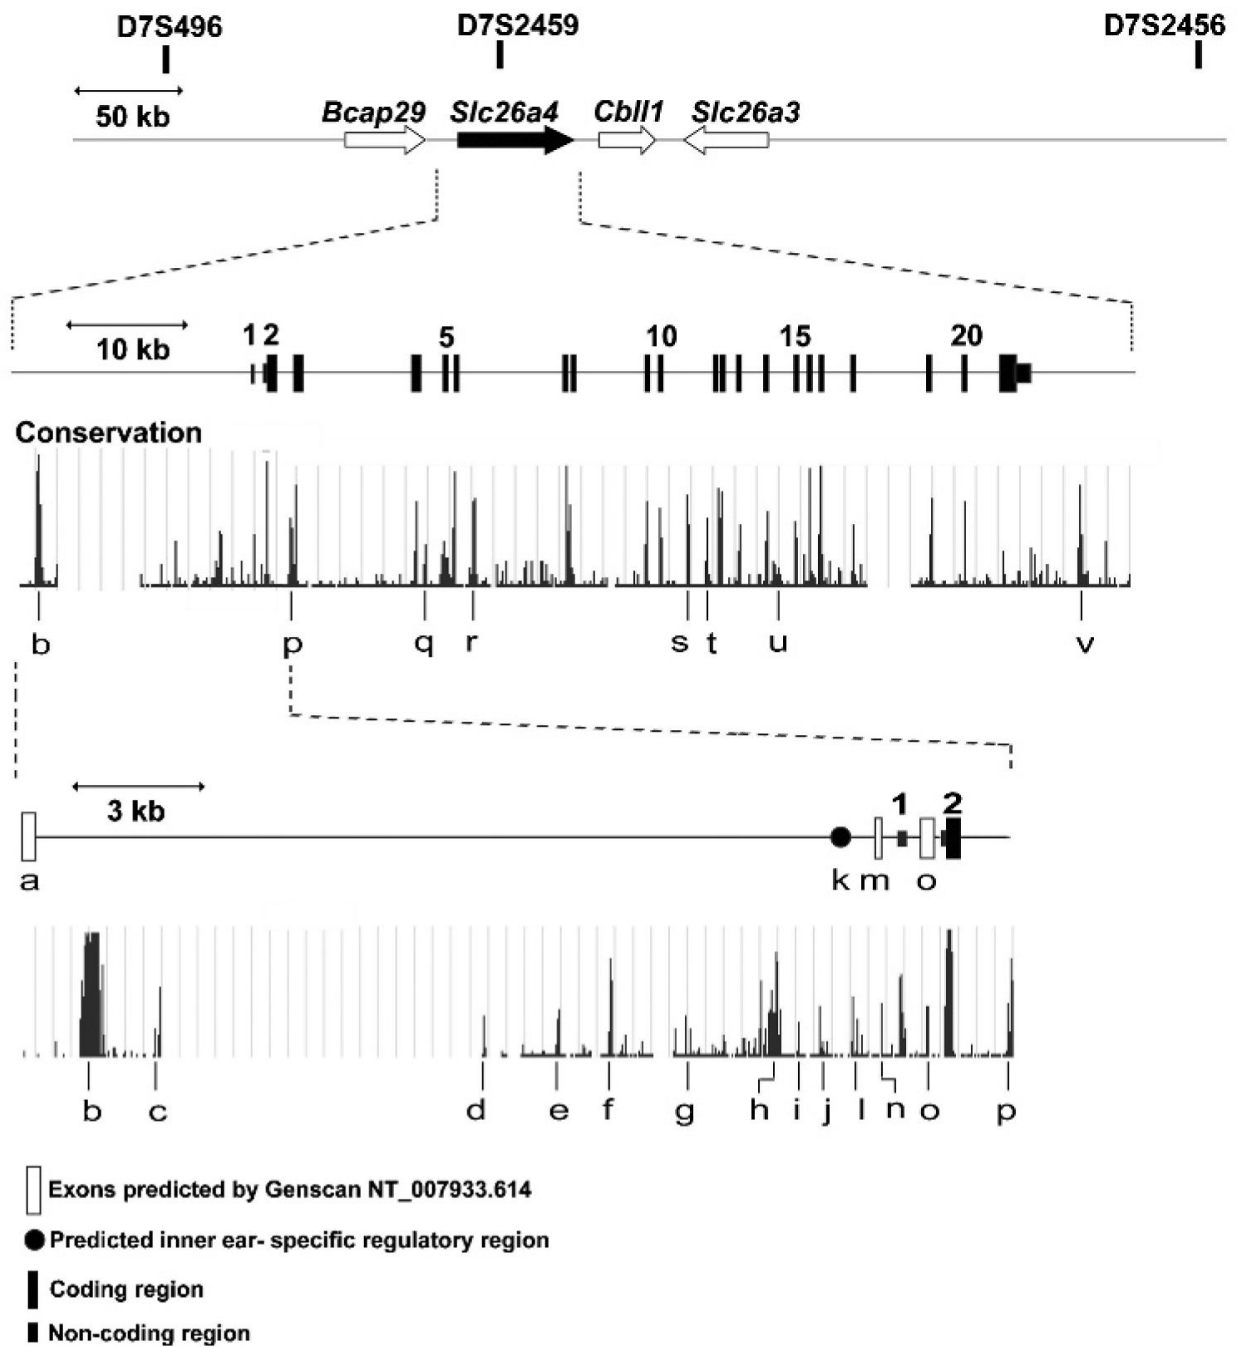 D7S496 D7S2459 D7S2456
50 kb
Bcap29 Slc26a4 Cbll1 Slc26a3
10 kb
1 2 5 10 15 20
Conservation
b p q r s t u v
3 kb
1 2
a k m o
b c d e f g h i j l n o p
Exons predicted by Genscan NT_007933.614
Predicted inner ear- specific regulatory region
Coding region
Non-coding region